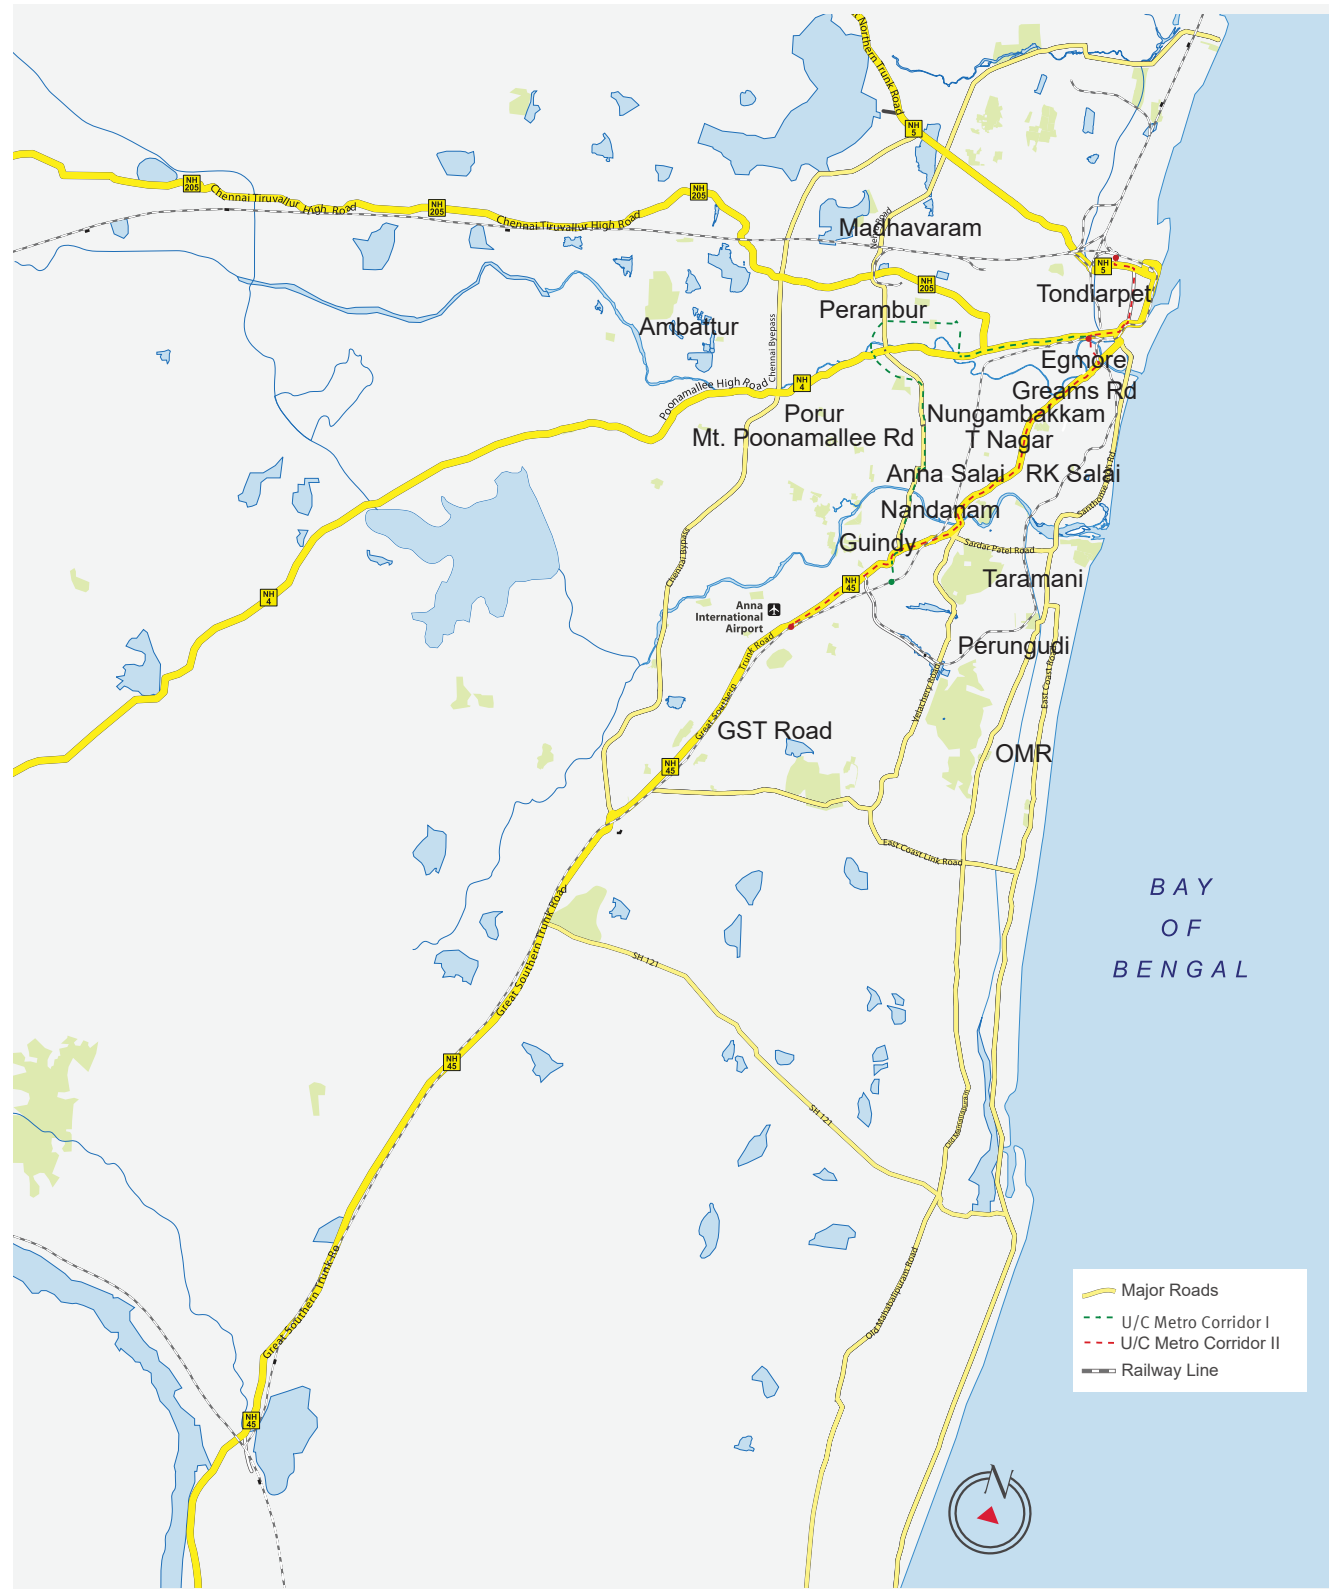 Northern Trunk Road
NH
5
NH
205
Chennai Tiruvallur High Road
NH
205
Chennai Tiruvallur High Road
NH
205
Madhavaram
NH
5
NH
205
Tondiarpet
Perambur
Ambattur
Chennai Byepass
Egmore
NH
4
Poonamallee High Road
Greams Rd
Porur
Nungambakkam
Mt. Poonamallee Rd
T Nagar
Anna Salai
RK Salai
Nandanam
Guindy
Sardar Patel Road
Chennai Bypass
Taramani
NH
45
NH
4
Anna
International
Airport
Trunk Road
Great Southern
Perungudi
East Coast Road
Velachery Road
GST Road
OMR
NH
45
East Coast Link Road
BAY
OF
BENGAL
Great Southern Trunk Road
SH 121
NH
45
SH 121
Old Mahabalipuram
Old Mahabalipuram Road
Great Southern Trunk Ro
NH
45
Major Roads
U/C Metro Corridor I
U/C Metro Corridor II
Railway Line
N